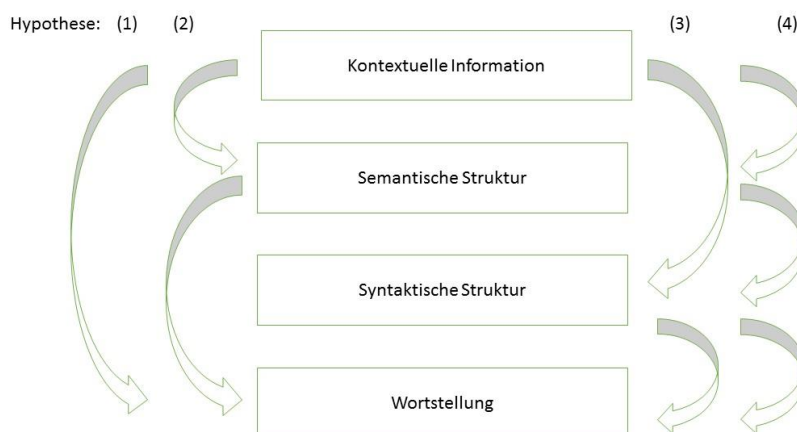 Hypothese: (1) (2) (3) (4)
Kontextuelle Information
Semantische Struktur
Syntaktische Struktur
Wortstellung